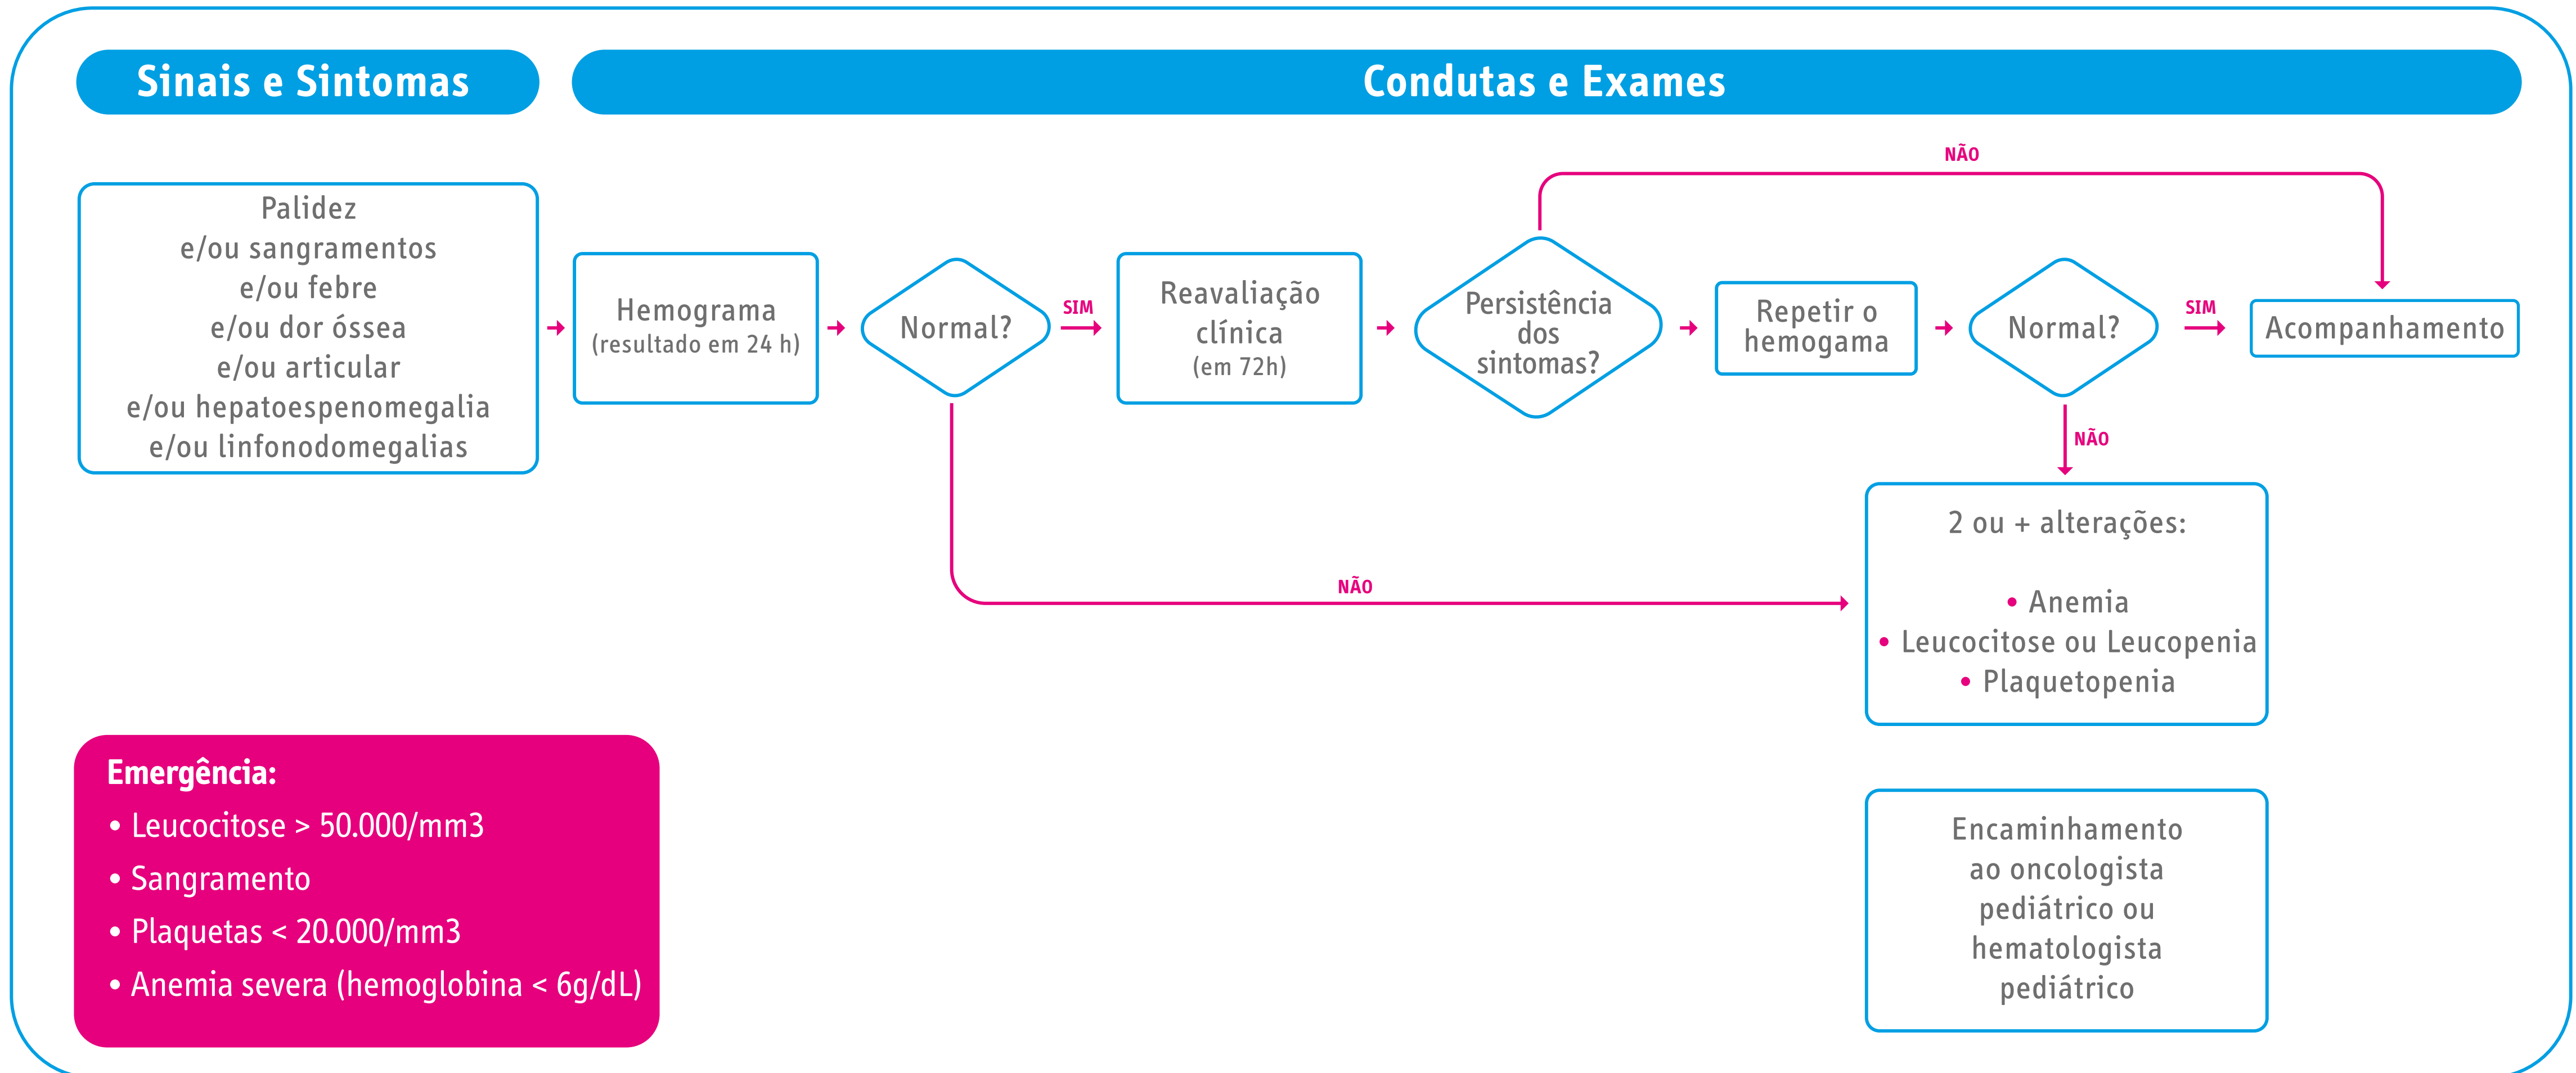 Sinais e Sintomas
Condutas e Exames
Palidez
e/ou sangramentos
e/ou febre
e/ou dor óssea
e/ou articular
e/ou hepatoespenomegalia
e/ou linfonodomegalias
Hemograma
(resultado em 24 h)
Normal?
SIM
NÃO
Reavaliação
clínica
(em 72h)
Persistência
dos
sintomas?
NÃO
Repetir o
hemogama
Normal?
SIM
Acompanhamento
NÃO
2 ou + alterações:
• Anemia
• Leucocitose ou Leucopenia
• Plaquetopenia
Encaminhamento
ao oncologista
pediátrico ou
hematologista
pediátrico
Emergência:
• Leucocitose > 50.000/mm3
• Sangramento
• Plaquetas < 20.000/mm3
• Anemia severa (hemoglobina < 6g/dL)